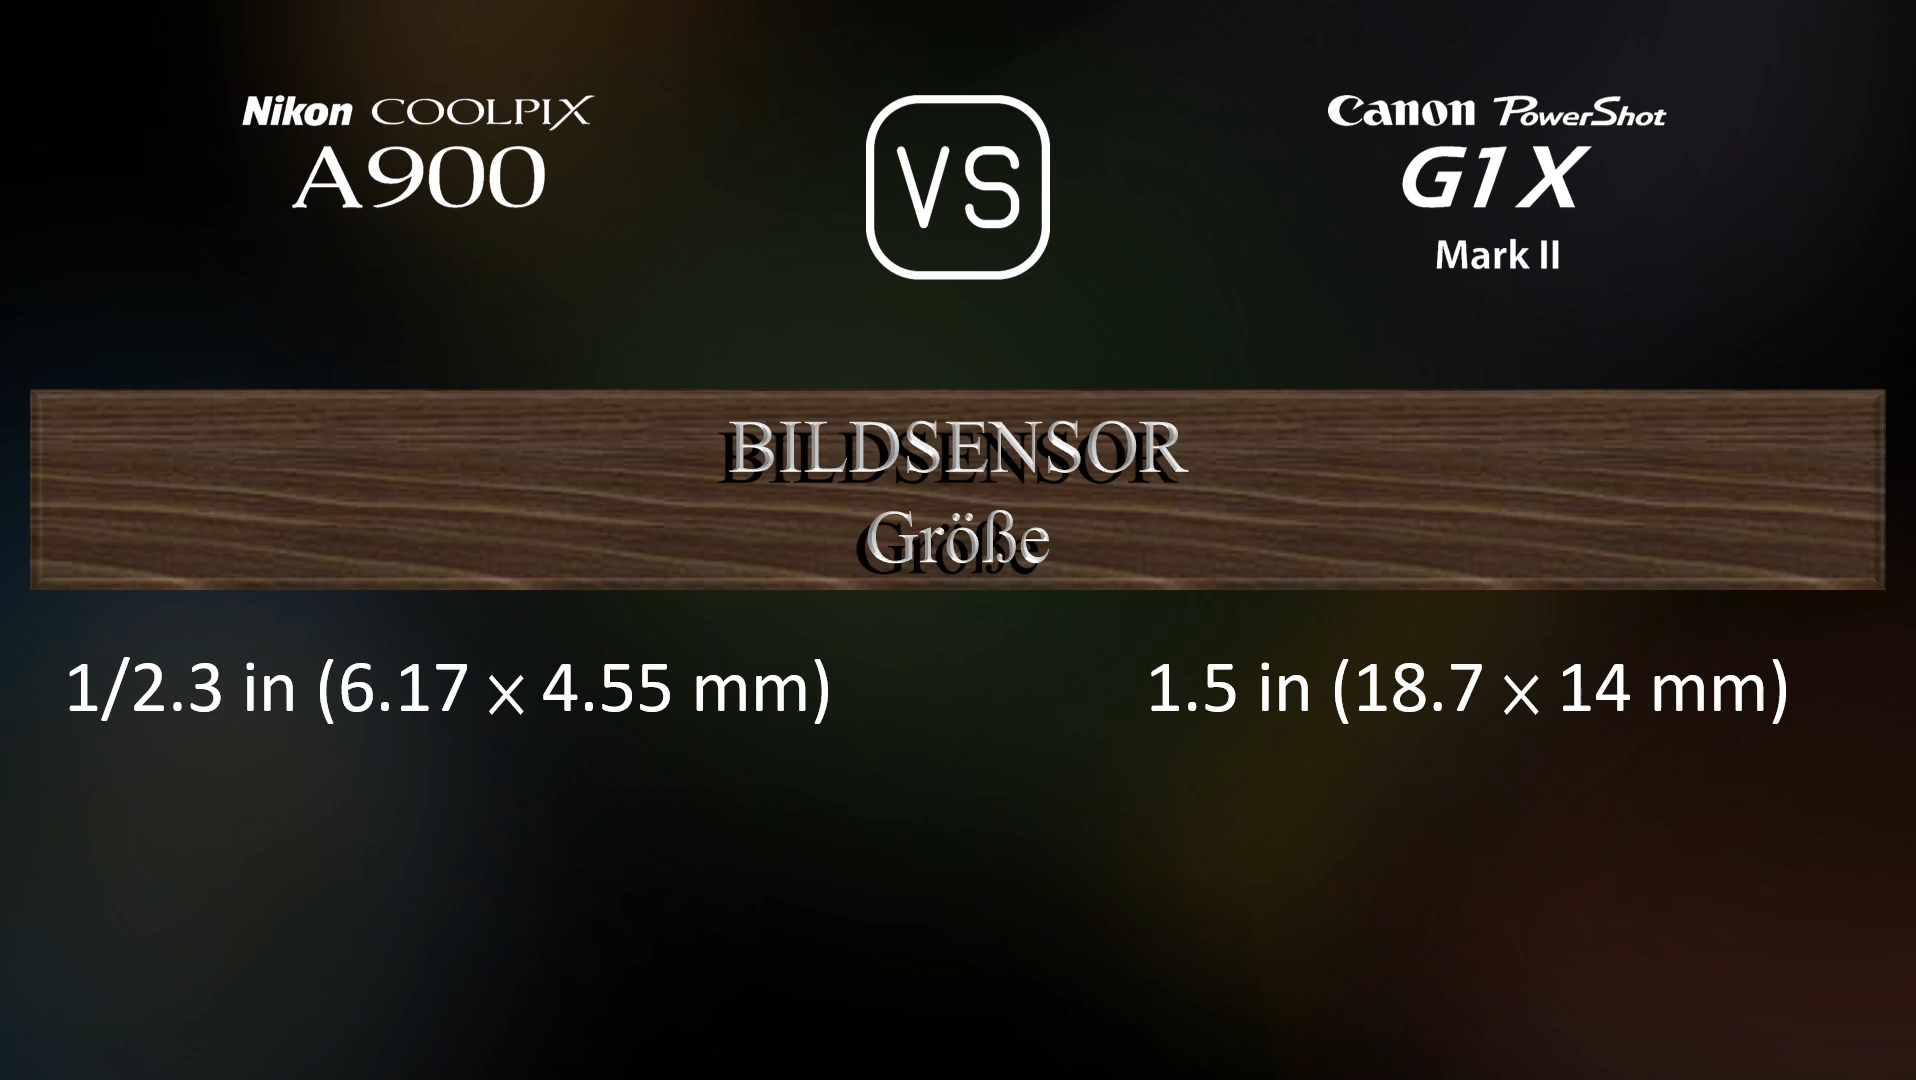 Nikon COOLPIX
A900
VS
Canon PowerShot
G1 X
Mark II
BILDSENSOR
Größe
1/2.3 in (6.17 x 4.55 mm)
1.5 in (18.7 x 14 mm)